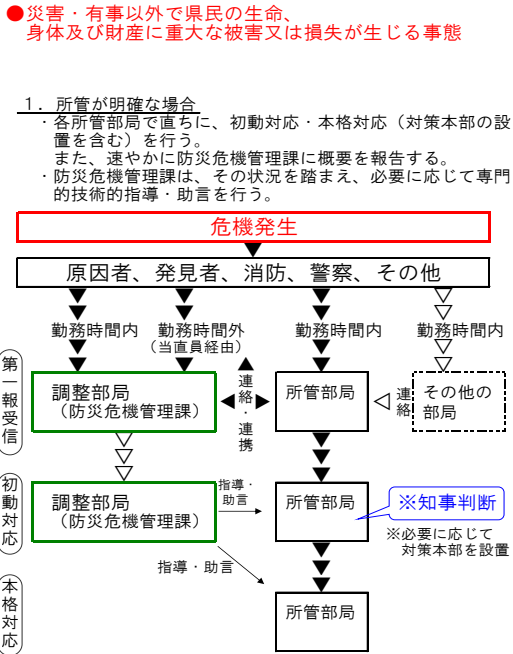 ●災害・有事以外で県民の生命、
身体及び財産に重大な被害又は損失が生じる事態
１．所管が明確な場合
・各所管部局で直ちに、初動対応・本格対応（対策本部の設
置を含む）を行う。
また、速やかに防災危機管理課に概要を報告する。
・防災危機管理課は、その状況を踏まえ、必要に応じて専門
的技術的指導・助言を行う。
危機発生
原因者、発見者、消防、警察、その他
勤務時間内
勤務時間外
（当直員経由）
勤務時間内
勤務時間内
第一報受信
調整部局
（防災危機管理課）
連絡・連携
所管部局
連絡
その他の
部局
初動対応
調整部局
（防災危機管理課）
指導・
助言
所管部局
※知事判断
※必要に応じて
対策本部を設置
指導・助言
本格対応
所管部局